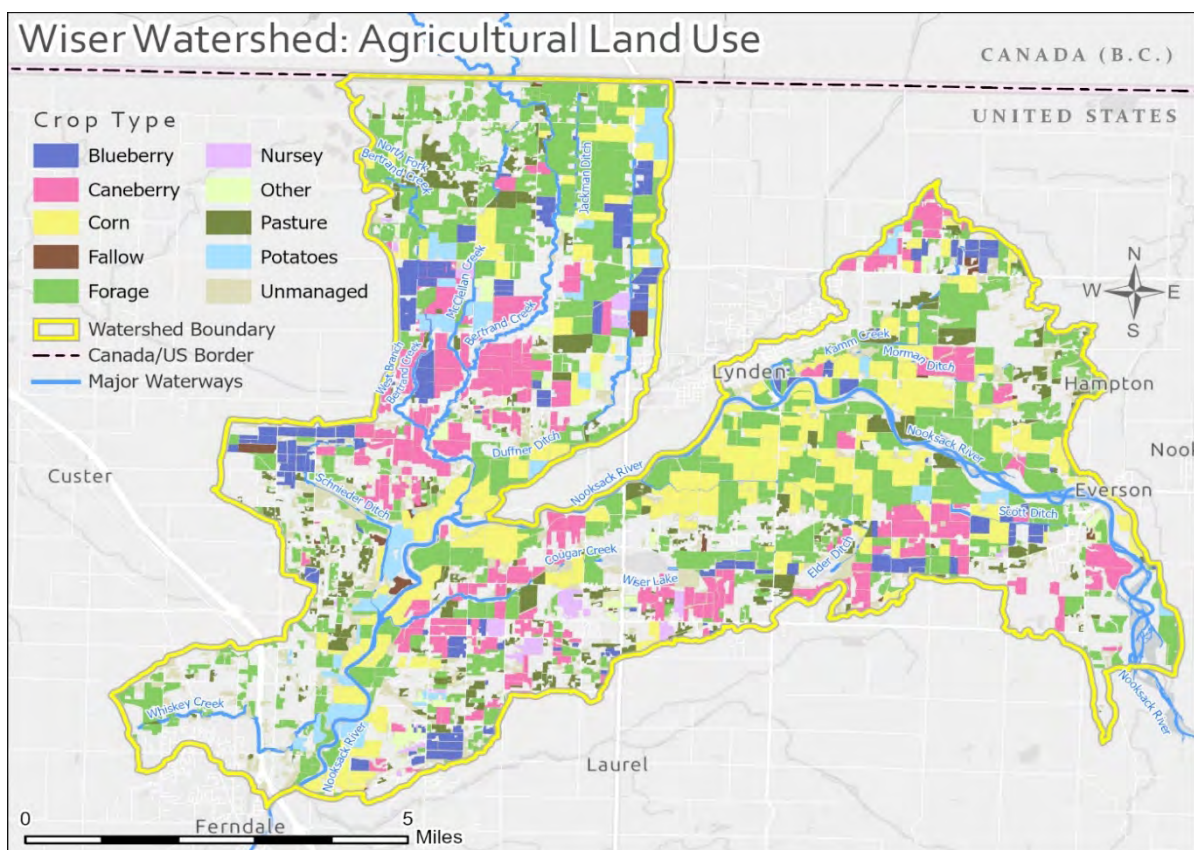 Wiser Watershed: Agricultural Land Use
CANADA (B.C.)
UNITED STATES
Crop Type
Blueberry
Caneberry
Corn
Fallow
Forage
Nursey
Other
Pasture
Potatoes
Unmanaged
Watershed Boundary
Canada/US Border
Major Waterways
North Fork
Bertrand Creek
Jackman Ditch
McClellan Creek
Bertrand Creek
West Branch
Bertrand Creek
Duffner Ditch
N
W
E
S
Kamm Creek
Morman Ditch
Lynden
Hampton
Nooksack River
Nooksack River
Nook
Custer
Schnieder Ditch
Everson
Scott Ditch
Cougar Creek
Elder Ditch
Wiser Lake
Whiskey Creek
Nooksack River
Nooksack River
Laurel
Ferndale
0
5
Miles